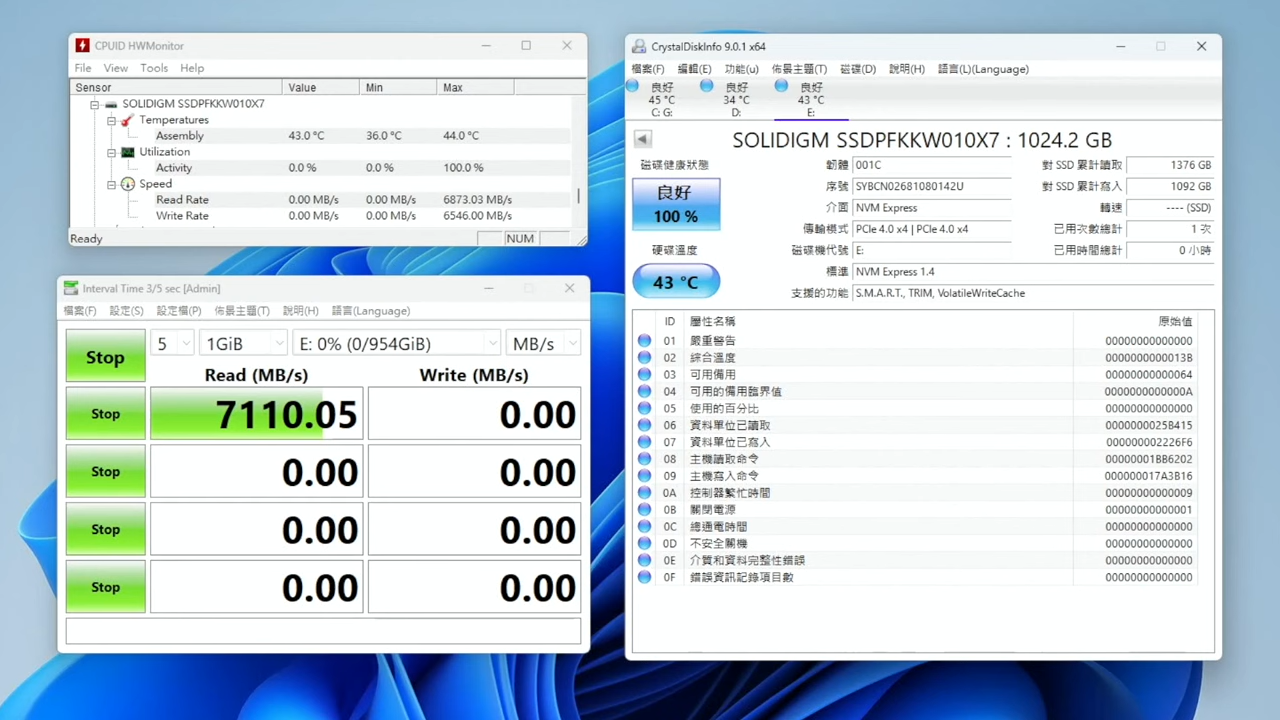 CPUID HWMonitor
File View Tools Help
Sensor Value Min Max
SOLIDIGM SSDPFKKW010X7
Temperatures
Assembly 43.0 °C 36.0 °C 44.0 °C
Utilization
Activity 0.0 % 0.0 % 100.0 %
Speed
Read Rate 0.00 MB/s 0.00 MB/s 6873.03 MB/s
Write Rate 0.00 MB/s 0.00 MB/s 6546.00 MB/s
Ready NUM
Interval Time 3/5 sec [Admin]
檔案(F) 設定(S) 設定檔(P) 佈景主題(T) 說明(H) 語言(Language)
Stop 5 1GiB E: 0% (0/954GiB) MB/s
Read (MB/s) Write (MB/s)
Stop 7110.05 0.00
Stop 0.00 0.00
Stop 0.00 0.00
Stop 0.00 0.00
CrystalDiskInfo 9.0.1 x64
檔案(F) 編輯(E) 功能(u) 佈景主題(T) 磁碟(D) 說明(H) 語言(L)(Language)
良好 良好 良好
45 °C 34 °C 43 °C
C: G: D: E:
SOLIDIGM SSDPFKKW010X7 : 1024.2 GB
磁碟健康狀態
良好
100 %
硬碟溫度
43 °C
韌體 001C 對 SSD 累計讀取 1376 GB
序號 SYBCN02681080142U 對 SSD 累計寫入 1092 GB
介面 NVM Express 轉速 ---- (SSD)
傳輸模式 PCIe 4.0 x4 | PCIe 4.0 x4 已用次數總計 1 次
磁碟機代號 E: 已用時間總計 0 小時
標準 NVM Express 1.4
支援的功能 S.M.A.R.T., TRIM, VolatileWriteCache
ID 屬性名稱 原始值
01 嚴重警告 00000000000000
02 綜合溫度 0000000000013B
03 可用備用 00000000000064
04 可用的備用臨界值 0000000000000A
05 使用的百分比 00000000000000
06 資料單位已讀取 0000000025B415
07 資料單位已寫入 000000002226F6
08 主機讀取命令 00000001BB6202
09 主機寫入命令 000000017A3B16
0A 控制器繁忙時間 00000000000009
0B 關閉電源 00000000000001
0C 總通電時間 00000000000000
0D 不安全關機 00000000000000
0E 介質和資料完整性錯誤 00000000000000
0F 錯誤資訊記錄項目數 00000000000000